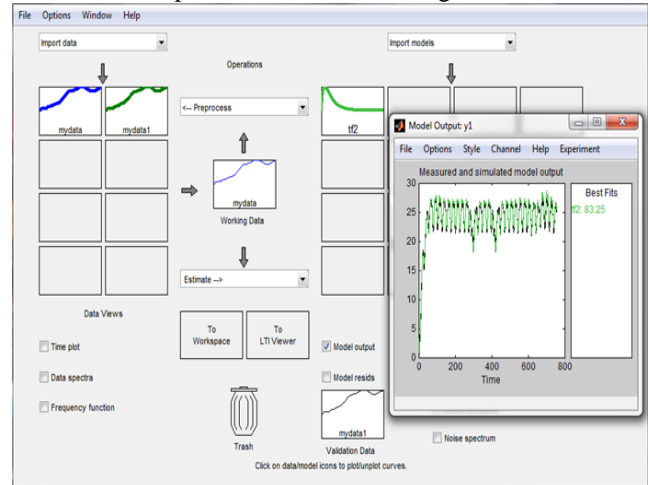 File Options Window Help
Import data
Import models
Operations
<-- Preprocess
mydata
mydata1
tf2
mydata
Working Data
Estimate -->
Data Views
To
Workspace
To
LTI Viewer
Time plot
Data spectra
Frequency function
Model output
Model resids
Trash
mydata1
Validation Data
Noise spectrum
Click on data/model icons to plot/unplot curves.
Model Output: y1
File Options Style Channel Help Experiment
Measured and simulated model output
Best Fits
tf2: 83.25
30
25
20
15
10
5
0
0 200 400 600 800
Time